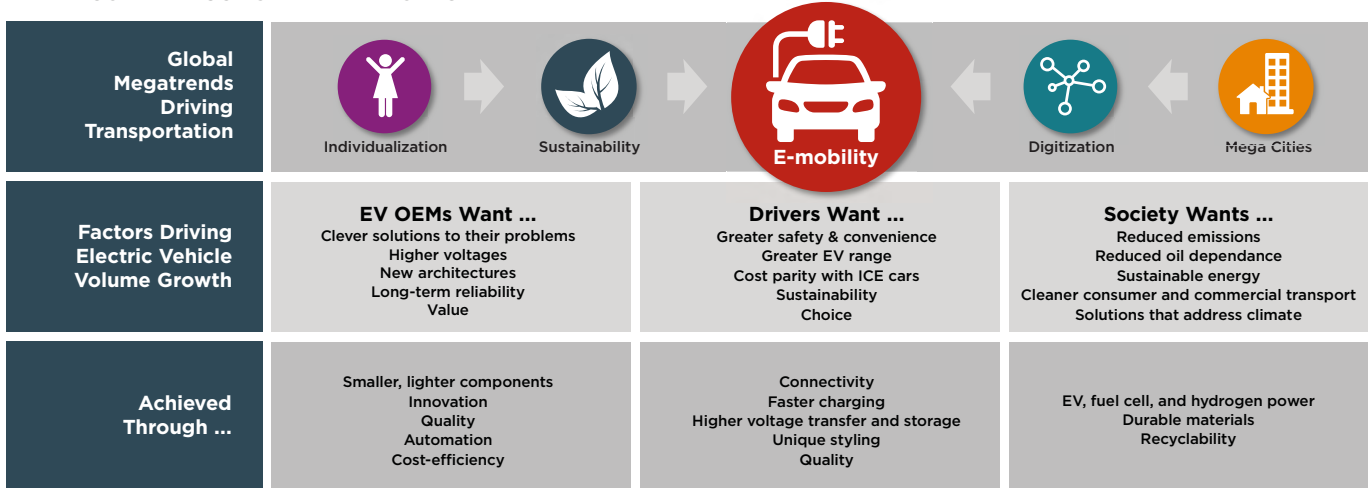 Global
Megatrends
Driving
Transportation
Individualization
Sustainability
E-mobility
Digitization
Mega Cities
Factors Driving
Electric Vehicle
Volume Growth
EV OEMs Want ...
Clever solutions to their problems
Higher voltages
New architectures
Long-term reliability
Value
Drivers Want ...
Greater safety & convenience
Greater EV range
Cost parity with ICE cars
Sustainability
Choice
Society Wants ...
Reduced emissions
Reduced oil dependance
Sustainable energy
Cleaner consumer and commercial transport
Solutions that address climate
Achieved
Through ...
Smaller, lighter components
Innovation
Quality
Automation
Cost-efficiency
Connectivity
Faster charging
Higher voltage transfer and storage
Unique styling
Quality
EV, fuel cell, and hydrogen power
Durable materials
Recyclability